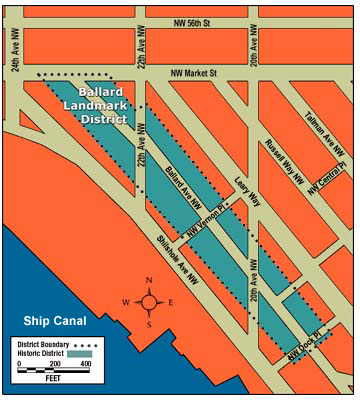 NW 56th St
24th Ave NW
22th Ave NW
20th Ave NW
NW Market St
Ballard
Landmark
District
Tallman Ave NW
Russell Way NW
NW Central Pl
22th Ave NW
Ballard Ave NW
Leary Way
NW Vernon Pl
Shilshole Ave NW
20th Ave NW
N
W E
S
NW Dock Pl
Ship Canal
District Boundary
Historic District
0 200 400
FEET